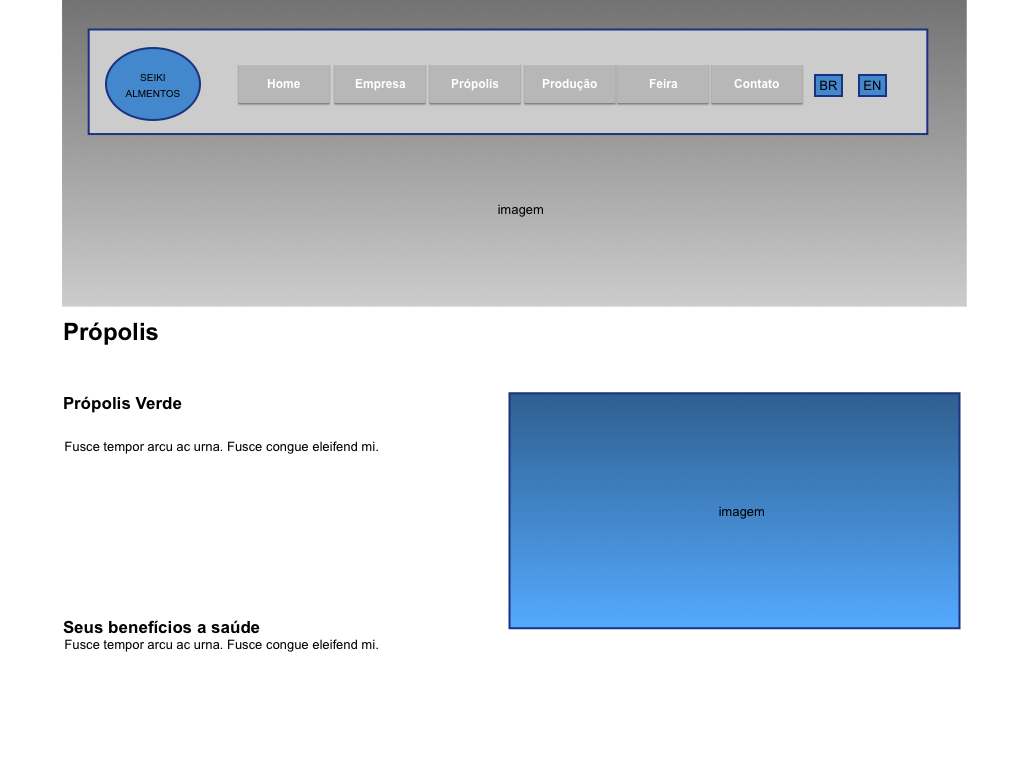 SEIKI
ALMENTOS
Home
Empresa
Própolis
Produção
Feira
Contato
BR
EN
imagem
Própolis
Própolis Verde
Fusce tempor arcu ac urna. Fusce congue eleifend mi.
imagem
Seus benefícios a saúde
Fusce tempor arcu ac urna. Fusce congue eleifend mi.